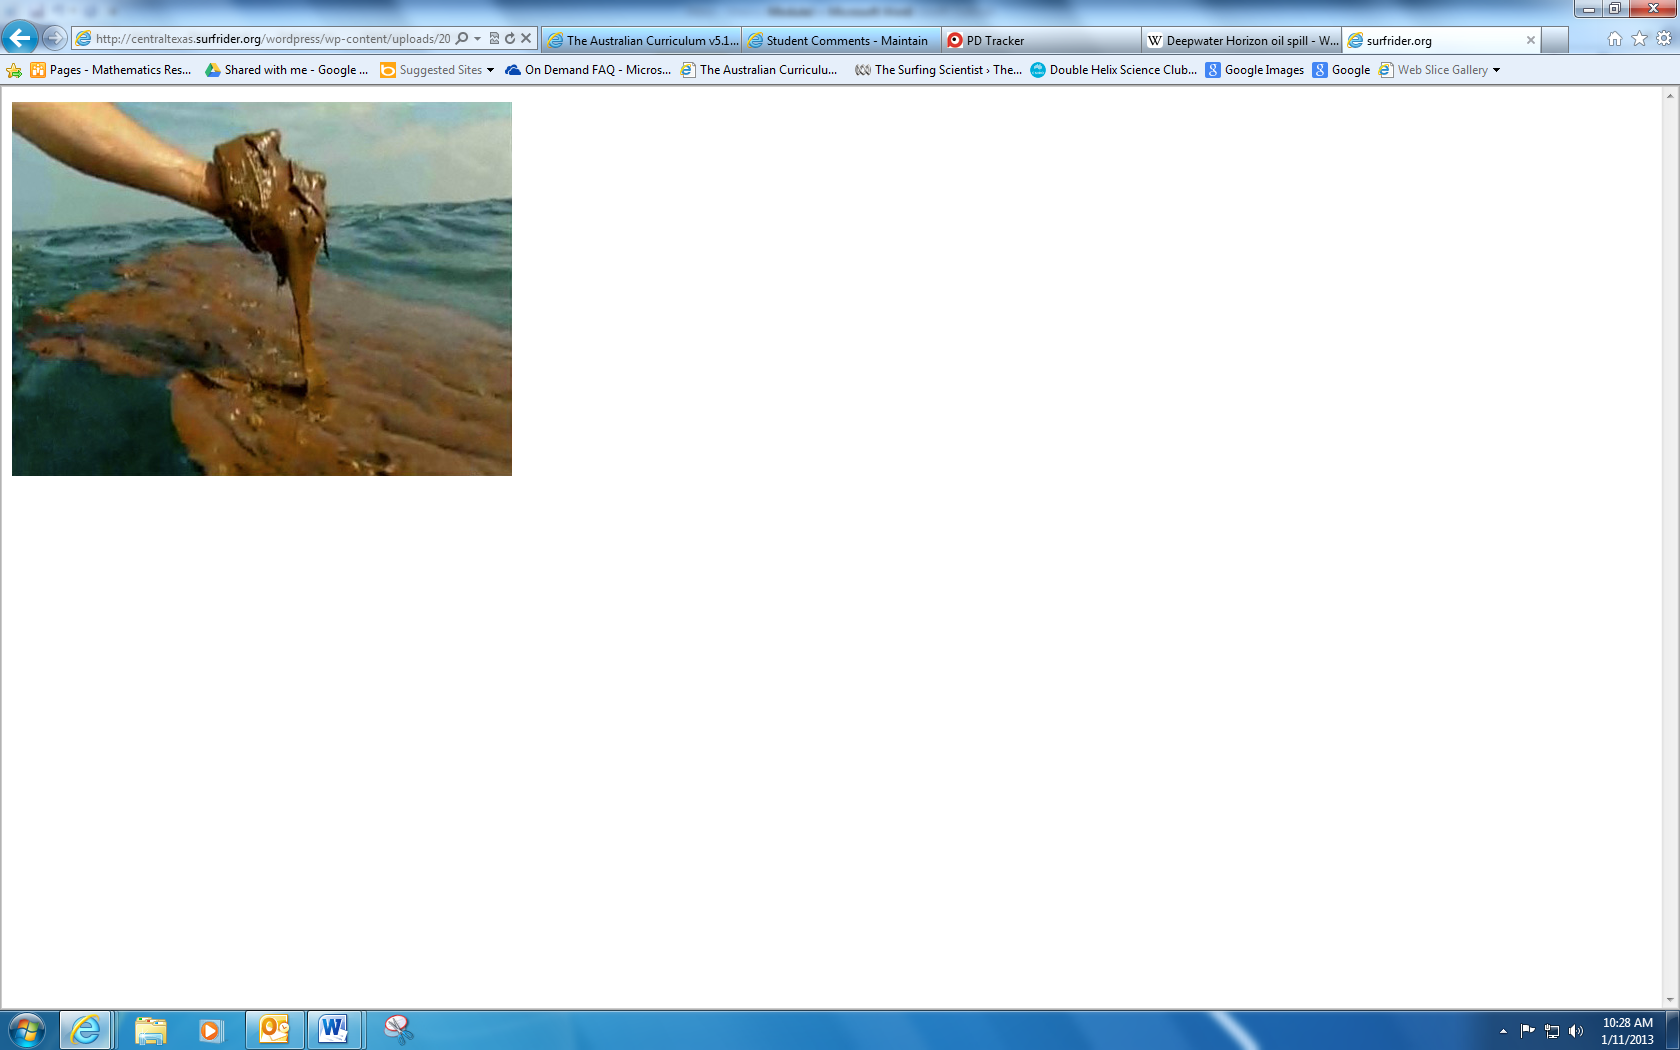 http://centraltexas.surfrider.org/wordpress/wp-content/uploads/20
The Australian Curriculum v5.1...
Student Comments - Maintain
PD Tracker
W Deepwater Horizon oil spill - W...
surfrider.org
Pages - Mathematics Res...
Shared with me - Google ...
Suggested Sites
On Demand FAQ - Micros...
The Australian Curriculu...
The Surfing Scientist › The...
Double Helix Science Club...
Google Images
Google
Web Slice Gallery
10:28 AM
1/11/2013